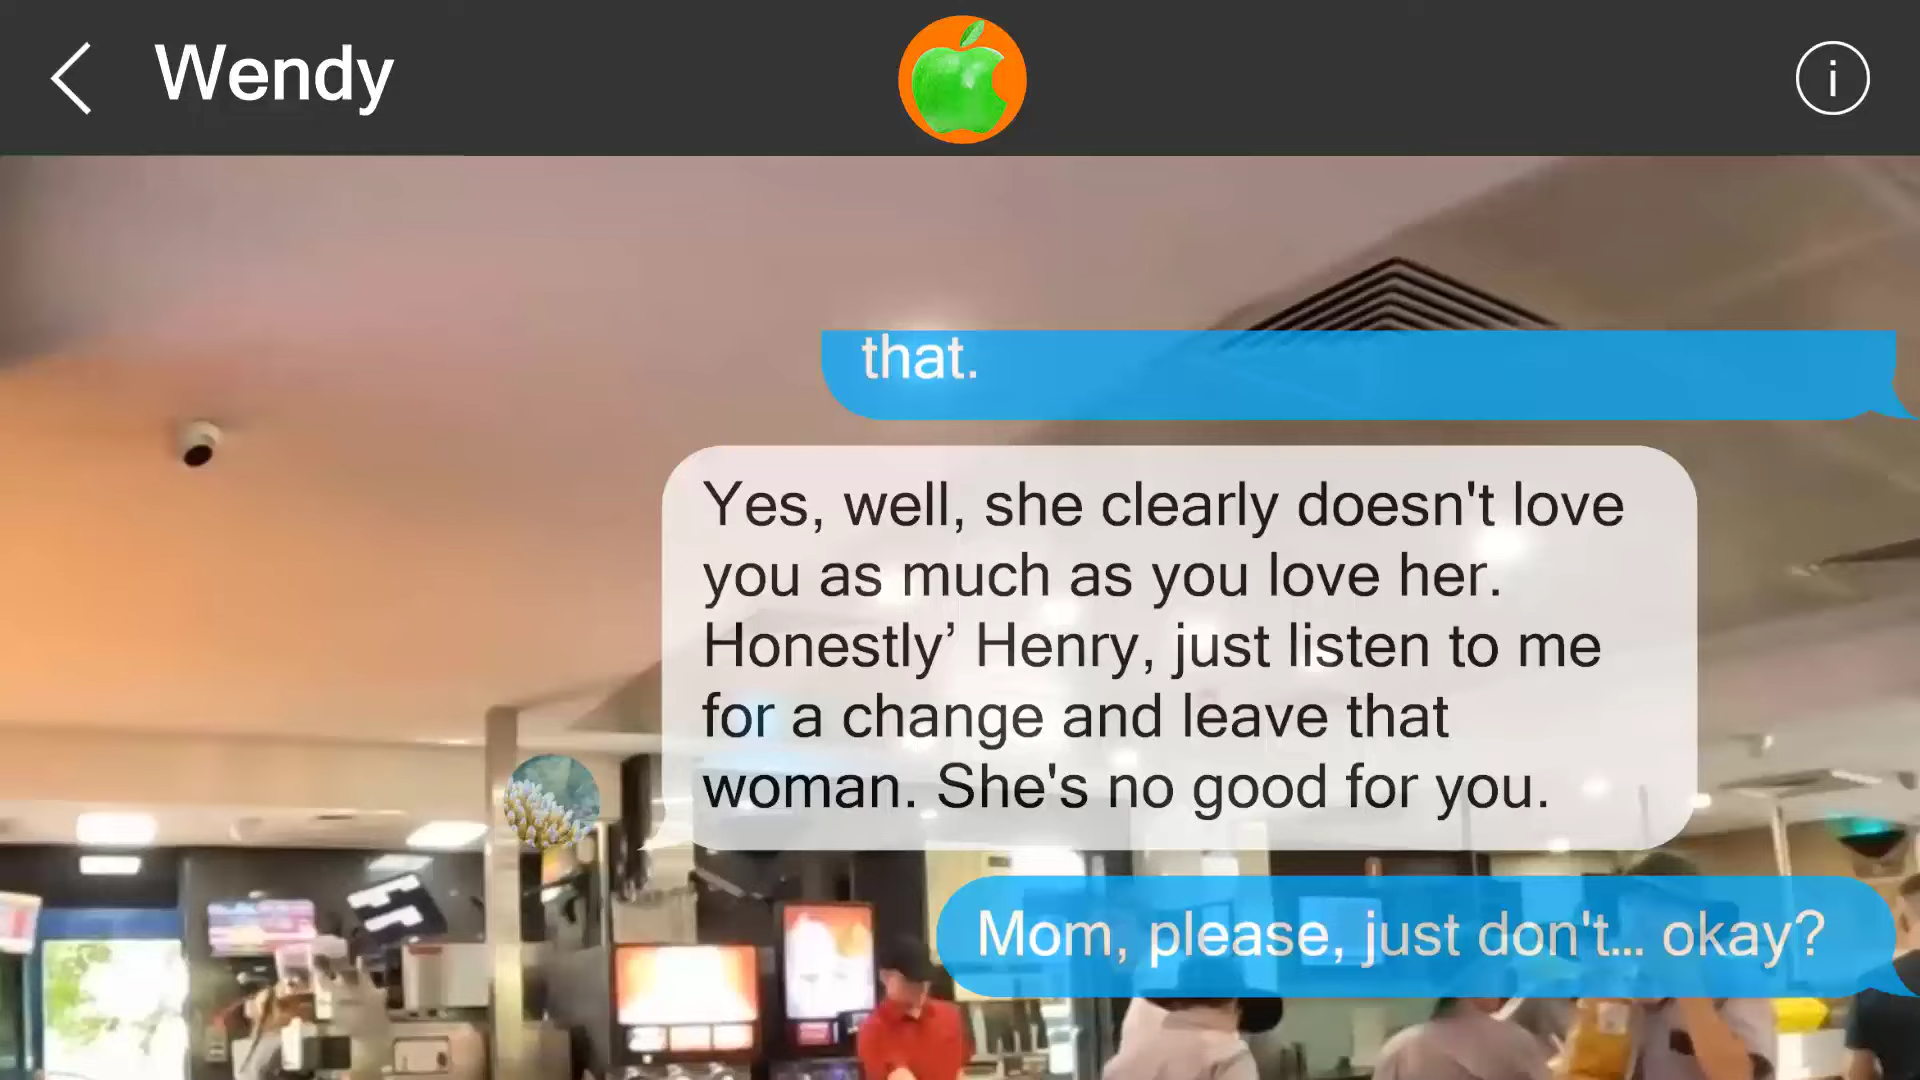 Wendy
i
that.
Yes, well, she clearly doesn't love
you as much as you love her.
Honestly’ Henry, just listen to me
for a change and leave that
woman. She's no good for you.
Mom, please, just don't... okay?